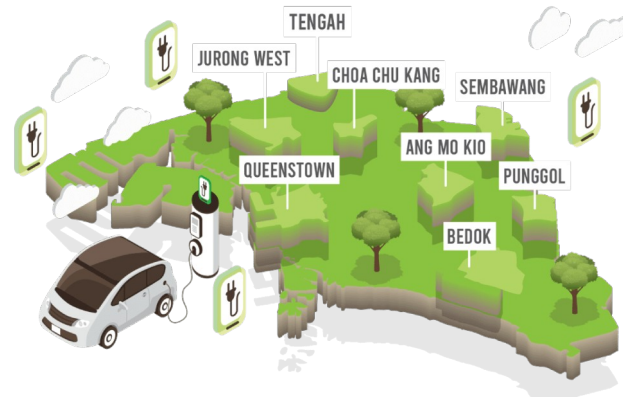 TENGAH
JURONG WEST
CHOA CHU KANG
SEMBAWANG
ANG MO KIO
QUEENSTOWN
PUNGGOL
BEDOK